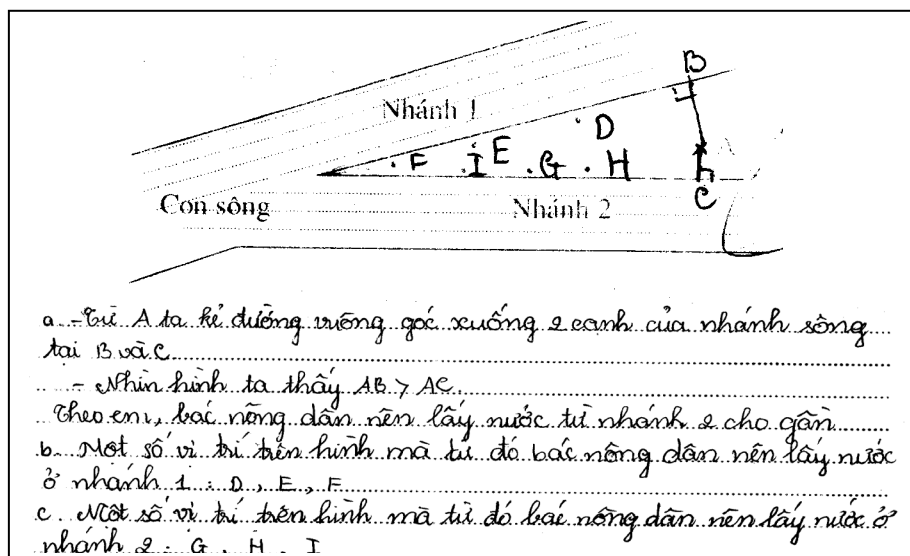 B
Nhánh 1
D
F I E G H A
C
Con sông Nhánh 2
a - Từ A ta kẻ đường vuông góc xuống 2 cạnh của nhánh sông
tại B và C
- Nhìn hình ta thấy AB > AC.
Theo em, bác nông dân nên lấy nước từ nhánh 2 cho gần
b. Một số vị trí trên hình mà từ đó bác nông dân nên lấy nước
ở nhánh 1 : D, E, F
c. Một số vị trí trên hình mà từ đó bác nông dân nên lấy nước ở
nhánh 2 : G, H, I